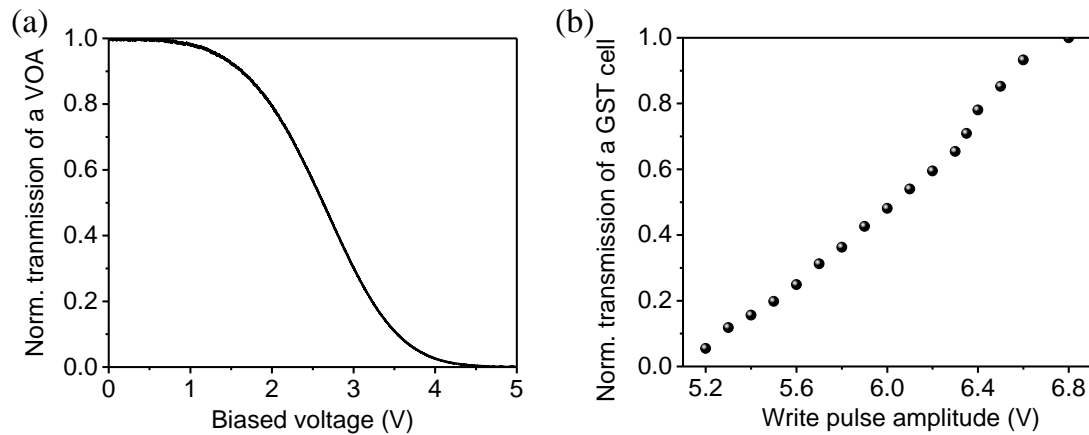 (a)
Norm. tranmission of a VOA
1.0
0.8
0.6
0.4
0.2
0.0
0 1 2 3 4 5
Biased voltage (V)
(b)
Norm. transmission of a GST cell
1.0
0.8
0.6
0.4
0.2
0.0
5.2 5.6 6.0 6.4 6.8
Write pulse amplitude (V)